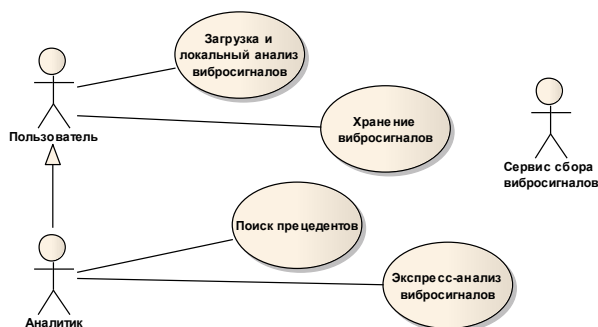 Загрузка и
локальный анализ
вибросигналов
Пользователь
Хранение
вибросигналов
Сервис сбора
вибросигналов
Поиск прецедентов
Экспресс-анализ
вибросигналов
Аналитик